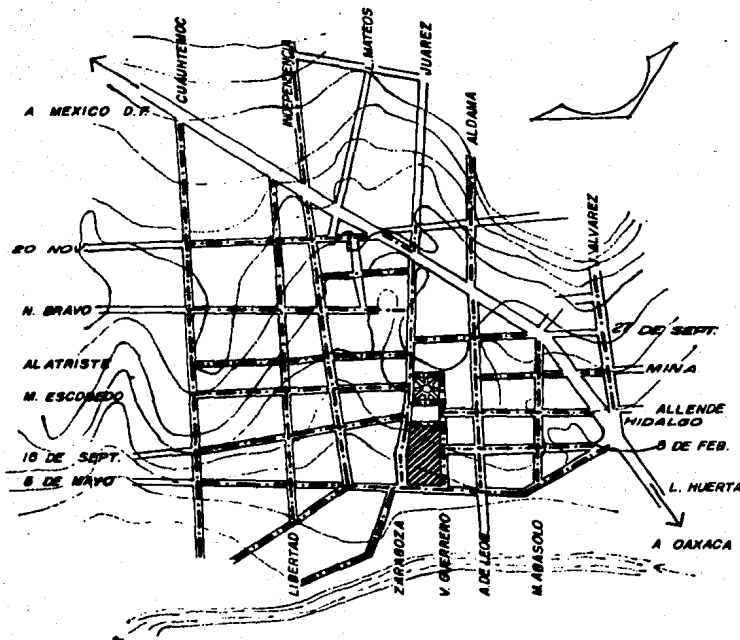 CUAUHTEMOC
INDEPENDENCIA
L. MATEOS
JUAREZ
ALDAMA
J. ALVAREZ
A MEXICO D.F.
20 NOV.
N. BRAVO
ALATRISTE
M. ESCOBEDO
16 DE SEPT.
5 DE MAYO
27 DE SEPT.
MINA
ALLENDE
HIDALGO
5 DE FEB.
L. HUERTA
A OAXACA
LIBERTAD
ZARAGOZA
V. GUERRERO
A. DE LEON
M. ABASOLO